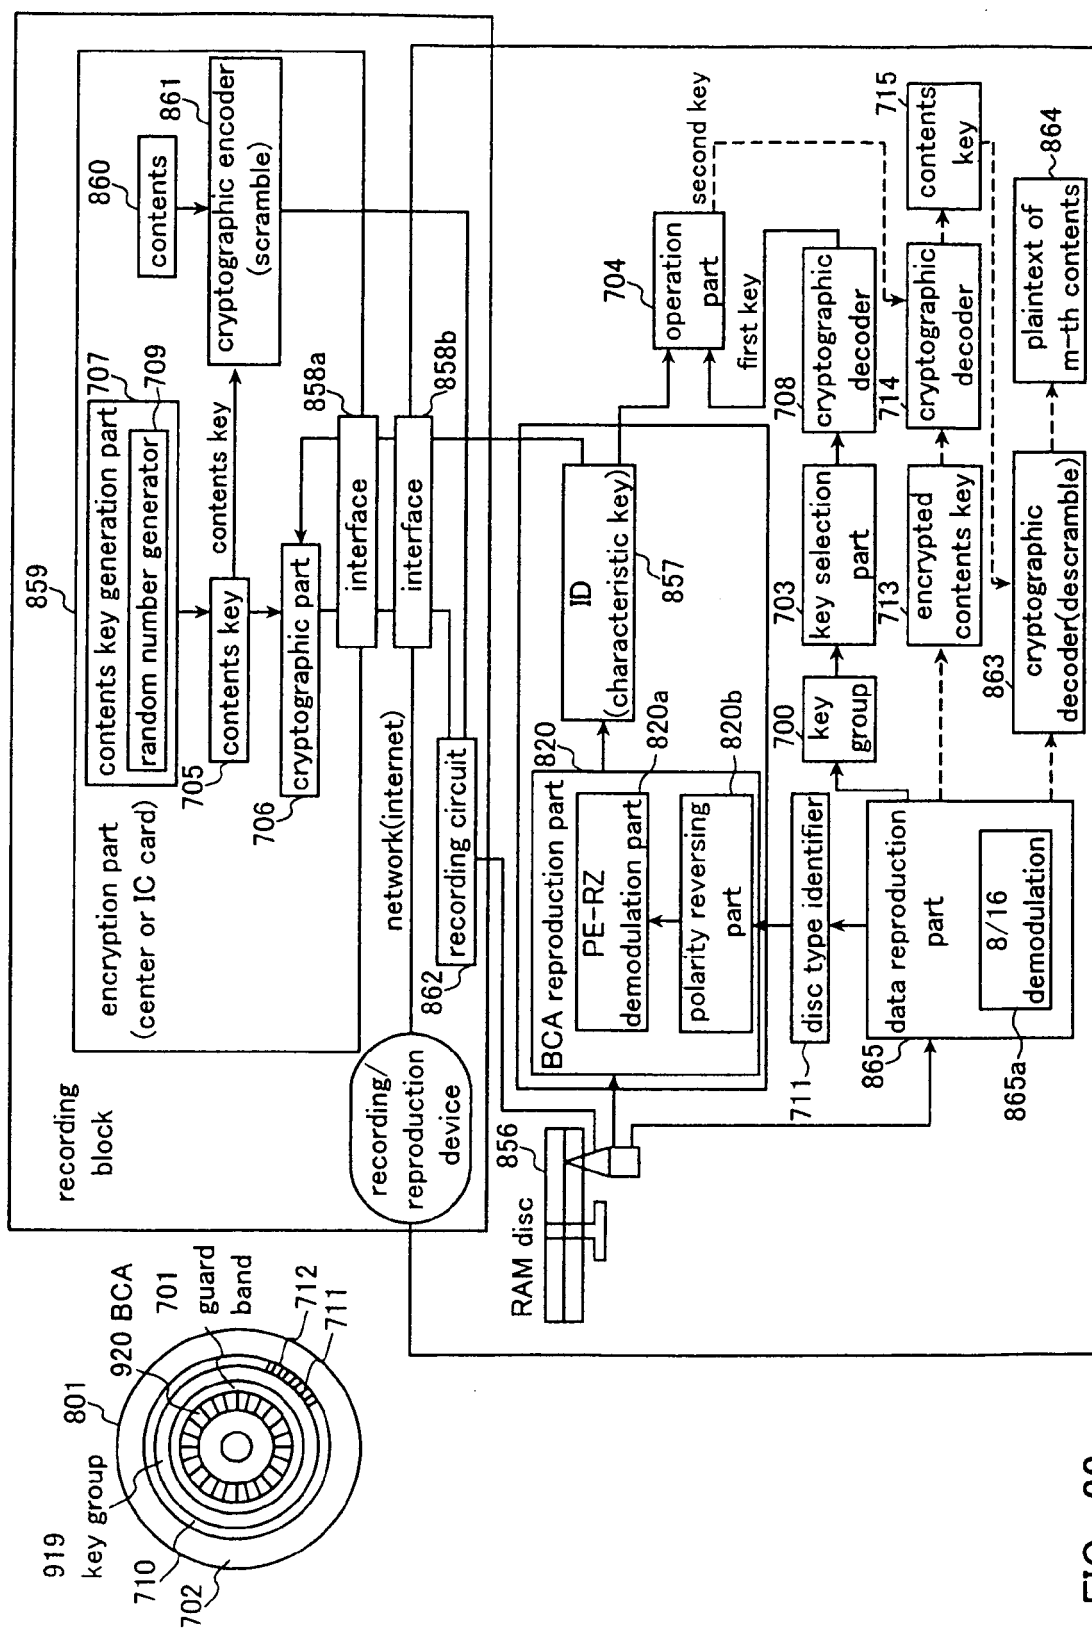 recording
block
859
encryption part
(center or IC card)
contents key generation part
707
random number generator
709
860
contents
861
cryptographic encoder
(scramble)
contents key
705
contents key
706
cryptographic part
858a
interface
858b
interface
network(internet)
862
recording circuit
recording/
reproduction
device
801
920 BCA
701
guard
band
712
711
919
key group
710
702
RAM disc
856
820
BCA reproduction part
820a
PE-RZ
demodulation part
820b
polarity reversing
part
ID
(characteristic key)
857
704
operation
part
second key
first key
711
disc type identifier
700
key
group
703
key selection
part
708
cryptographic
decoder
865
data reproduction
part
865a
8/16
demodulation
713
encrypted
contents key
714
cryptographic
decoder
715
contents
key
863
cryptographic
decoder(descramble)
plaintext of
m-th contents
864
FIG.